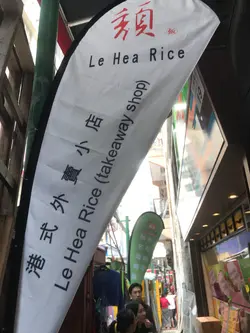 Le Hea Rice
港式外賣小店
Le Hea Rice (takeaway shop)